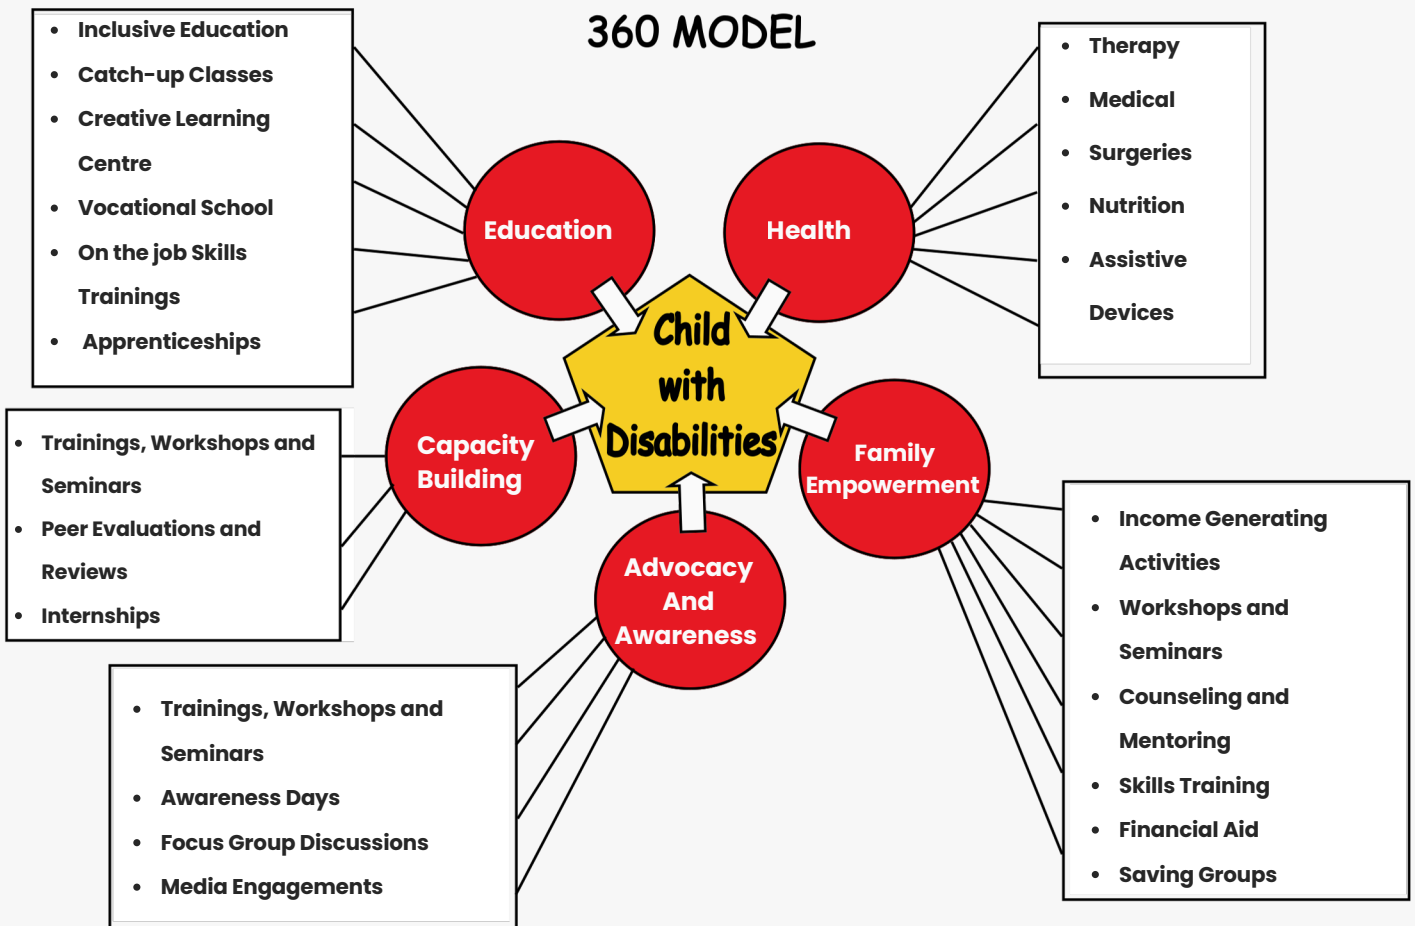 360 MODEL
• Inclusive Education
• Catch-up Classes
• Creative Learning
Centre
• Vocational School
• On the job Skills
Trainings
• Apprenticeships
• Therapy
• Medical
• Surgeries
• Nutrition
• Assistive
Devices
Education
Health
Child
with
Disabilities
Capacity
Building
Family
Empowerment
Advocacy
And
Awareness
• Trainings, Workshops and
Seminars
• Peer Evaluations and
Reviews
• Internships
• Income Generating
Activities
• Workshops and
Seminars
• Counseling and
Mentoring
• Skills Training
• Financial Aid
• Saving Groups
• Trainings, Workshops and
Seminars
• Awareness Days
• Focus Group Discussions
• Media Engagements